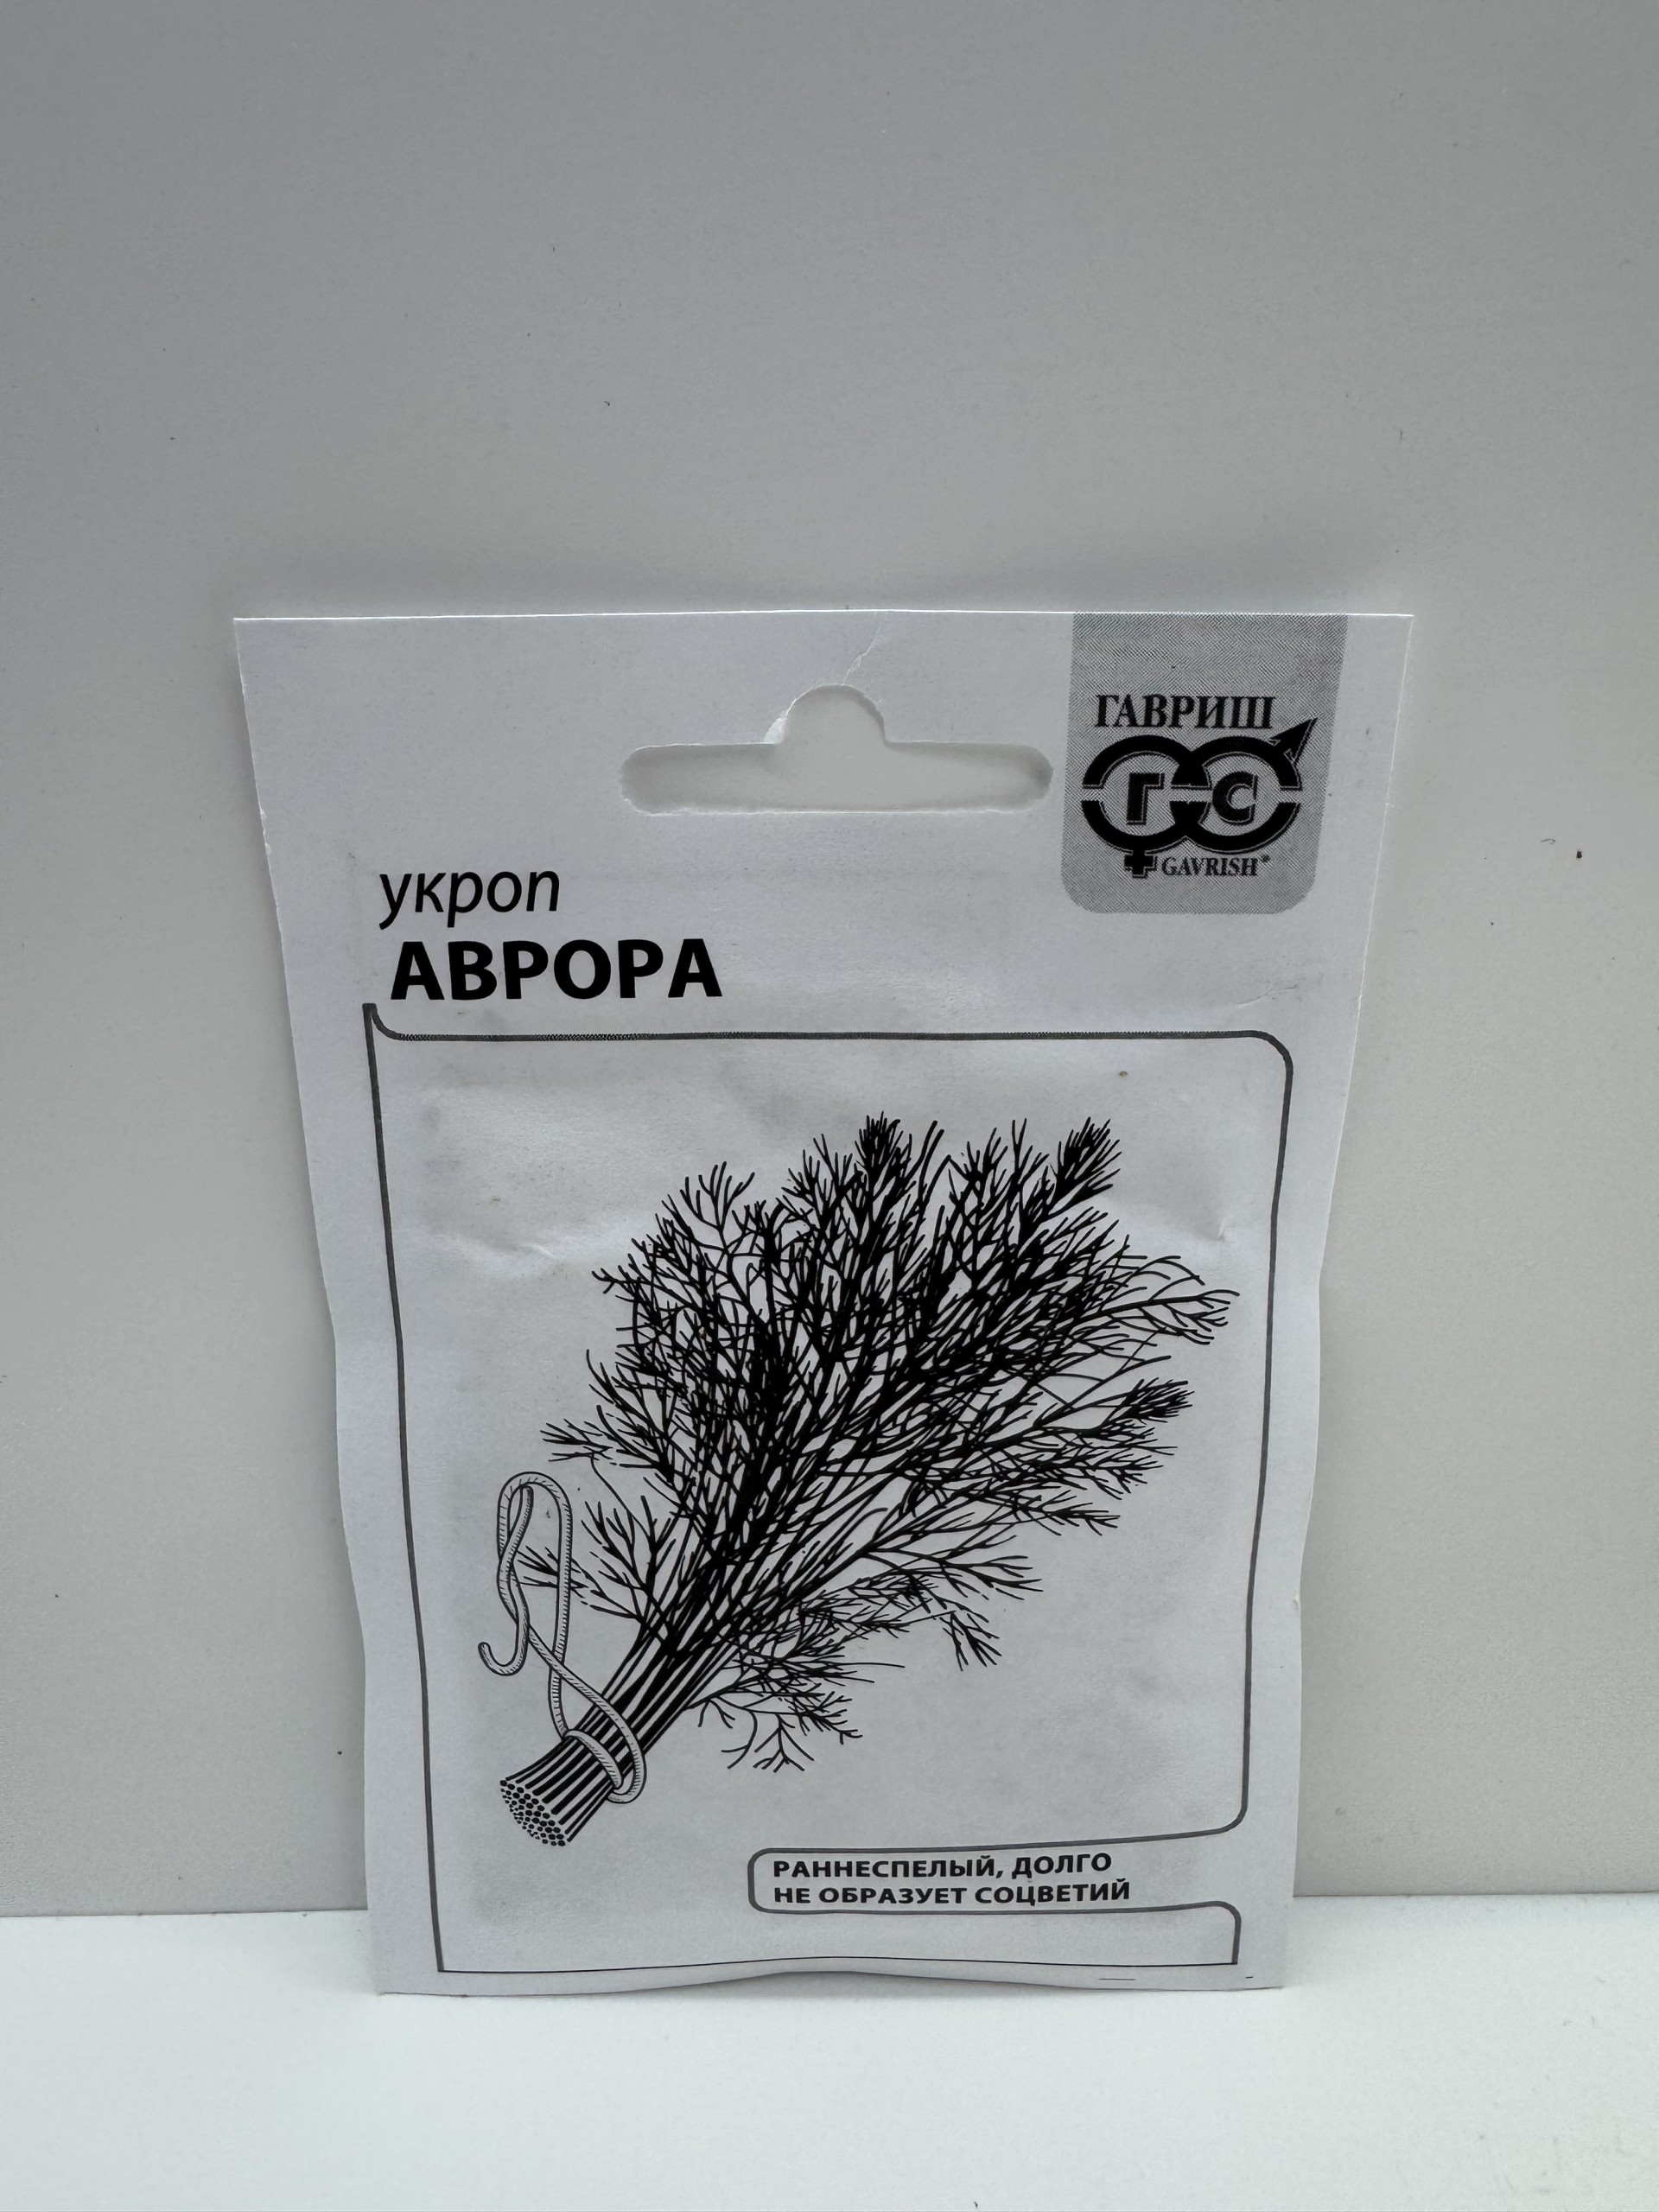 ГАВРИШ
ГС
GAVRISH®
укроп
АВРОРА
РАННЕСПЕЛЫЙ, ДОЛГО
НЕ ОБРАЗУЕТ СОЦВЕТИЙ